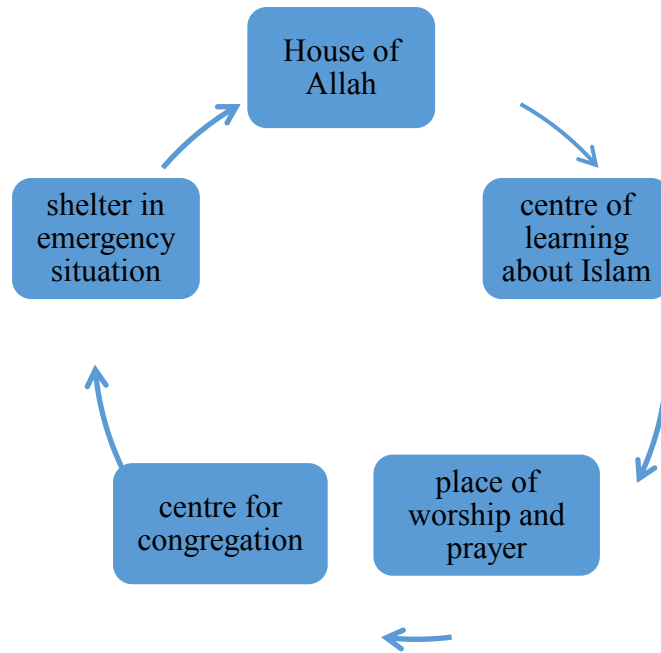 House of
Allah
centre of
learning
about Islam
place of
worship and
prayer
centre for
congregation
shelter in
emergency
situation